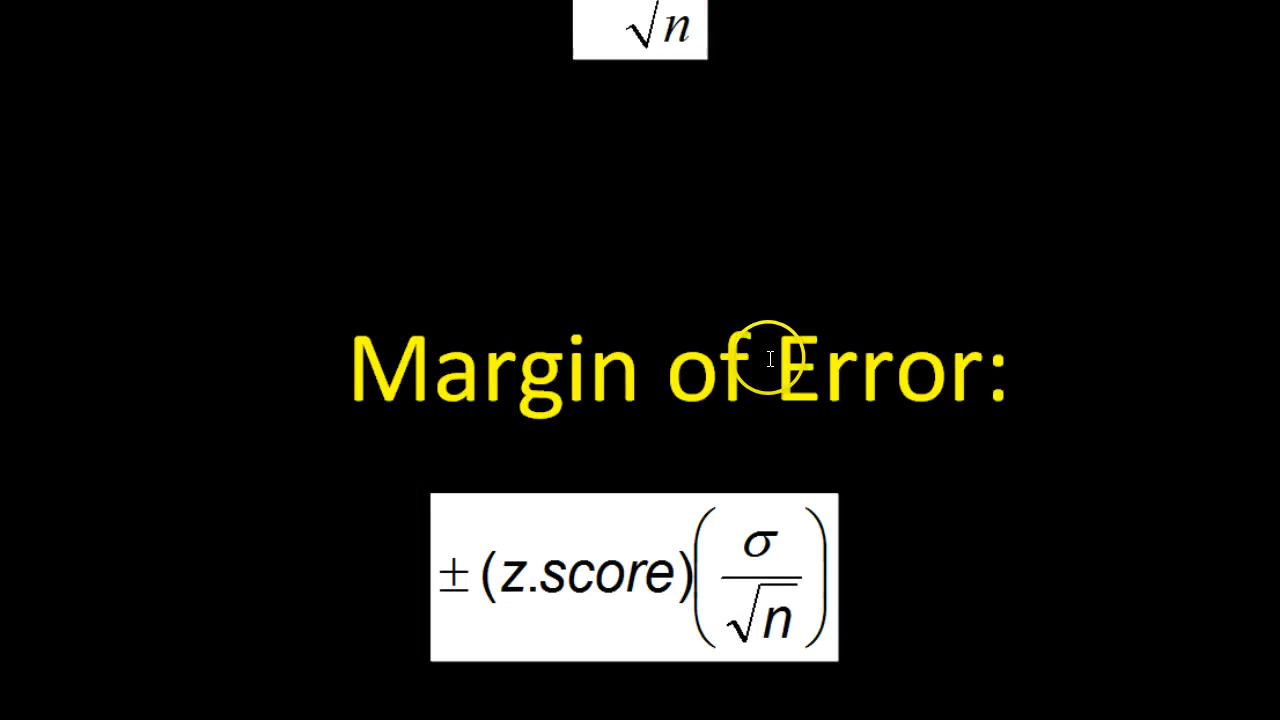 √n
Margin of Error:
± (z.score)(σ/√n)